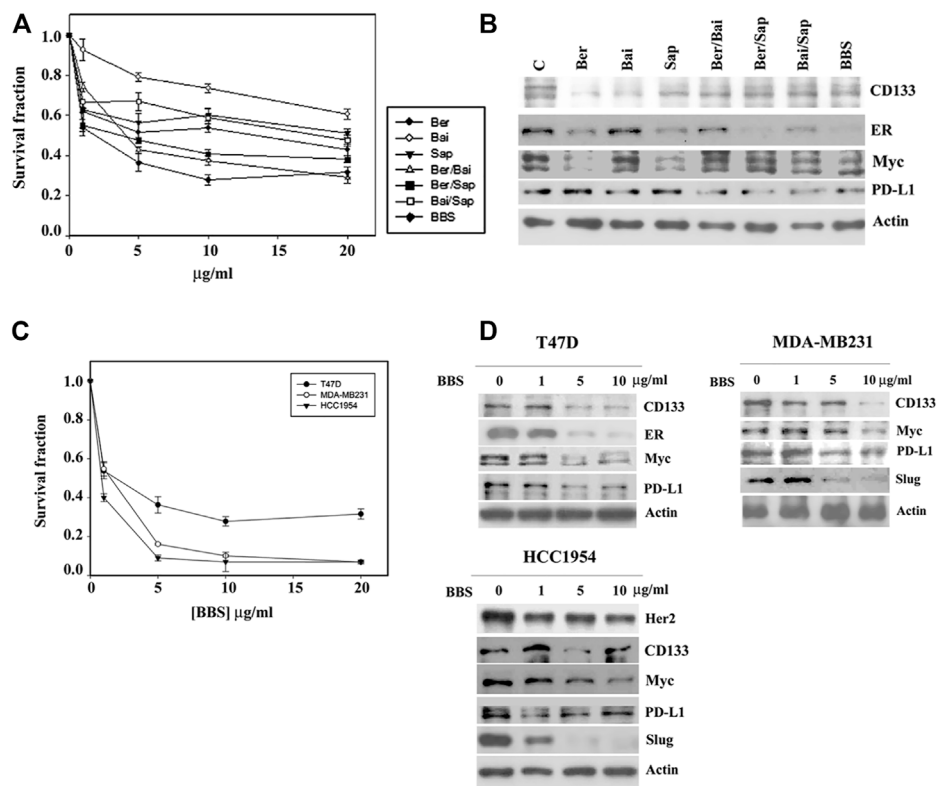 A
Survival fraction
1.0
0.8
0.6
0.4
0.2
0.0
0 5 10 15 20
µg/ml
Ber
Bai
Sap
Ber/Bai
Ber/Sap
Bai/Sap
BBS
B
C Ber Bai Sap Ber/Bai Ber/Sap Bai/Sap BBS
CD133
ER
Myc
PD-L1
Actin
C
Survival fraction
1.0
0.8
0.6
0.4
0.2
0.0
0 5 10 15 20
[BBS] µg/ml
T47D
MDA-MB231
HCC1954
D
T47D
BBS 0 1 5 10 µg/ml
CD133
ER
Myc
PD-L1
Actin
MDA-MB231
BBS 0 1 5 10 µg/ml
CD133
Myc
PD-L1
Slug
Actin
HCC1954
BBS 0 1 5 10 µg/ml
Her2
CD133
Myc
PD-L1
Slug
Actin